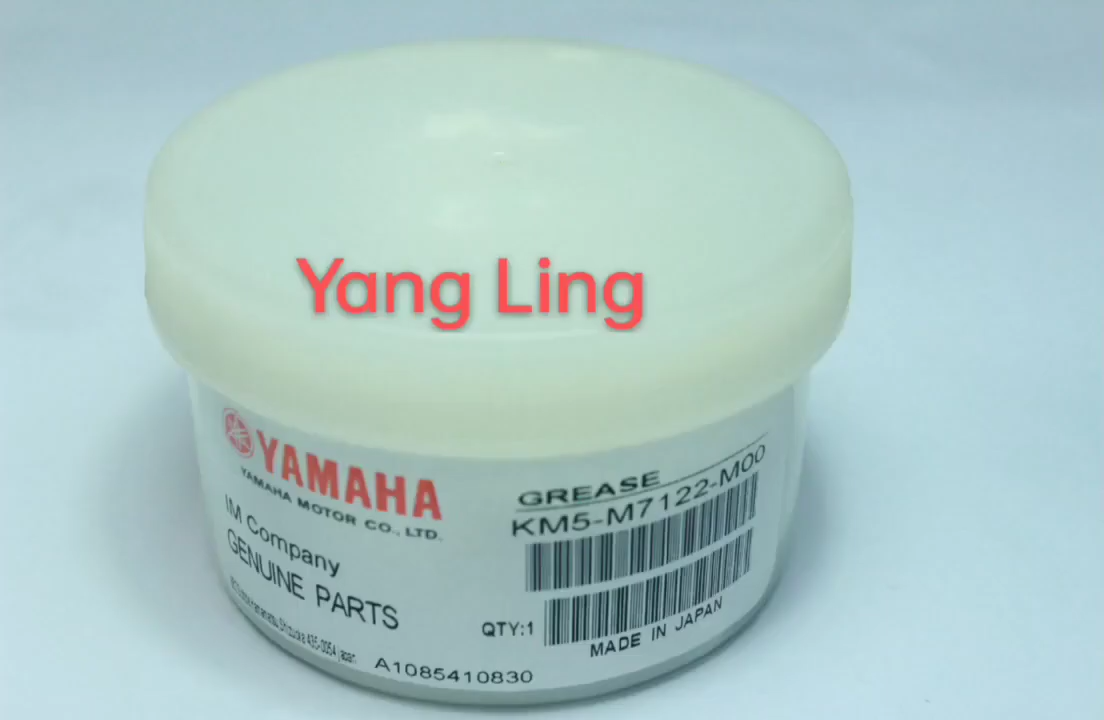 Yang Ling
YAMAHA
YAMAHA MOTOR CO., LTD.
IM Company
GENUINE PARTS
A1085410830
GREASE
KM5-M7122-M00
QTY:1
MADE IN JAPAN